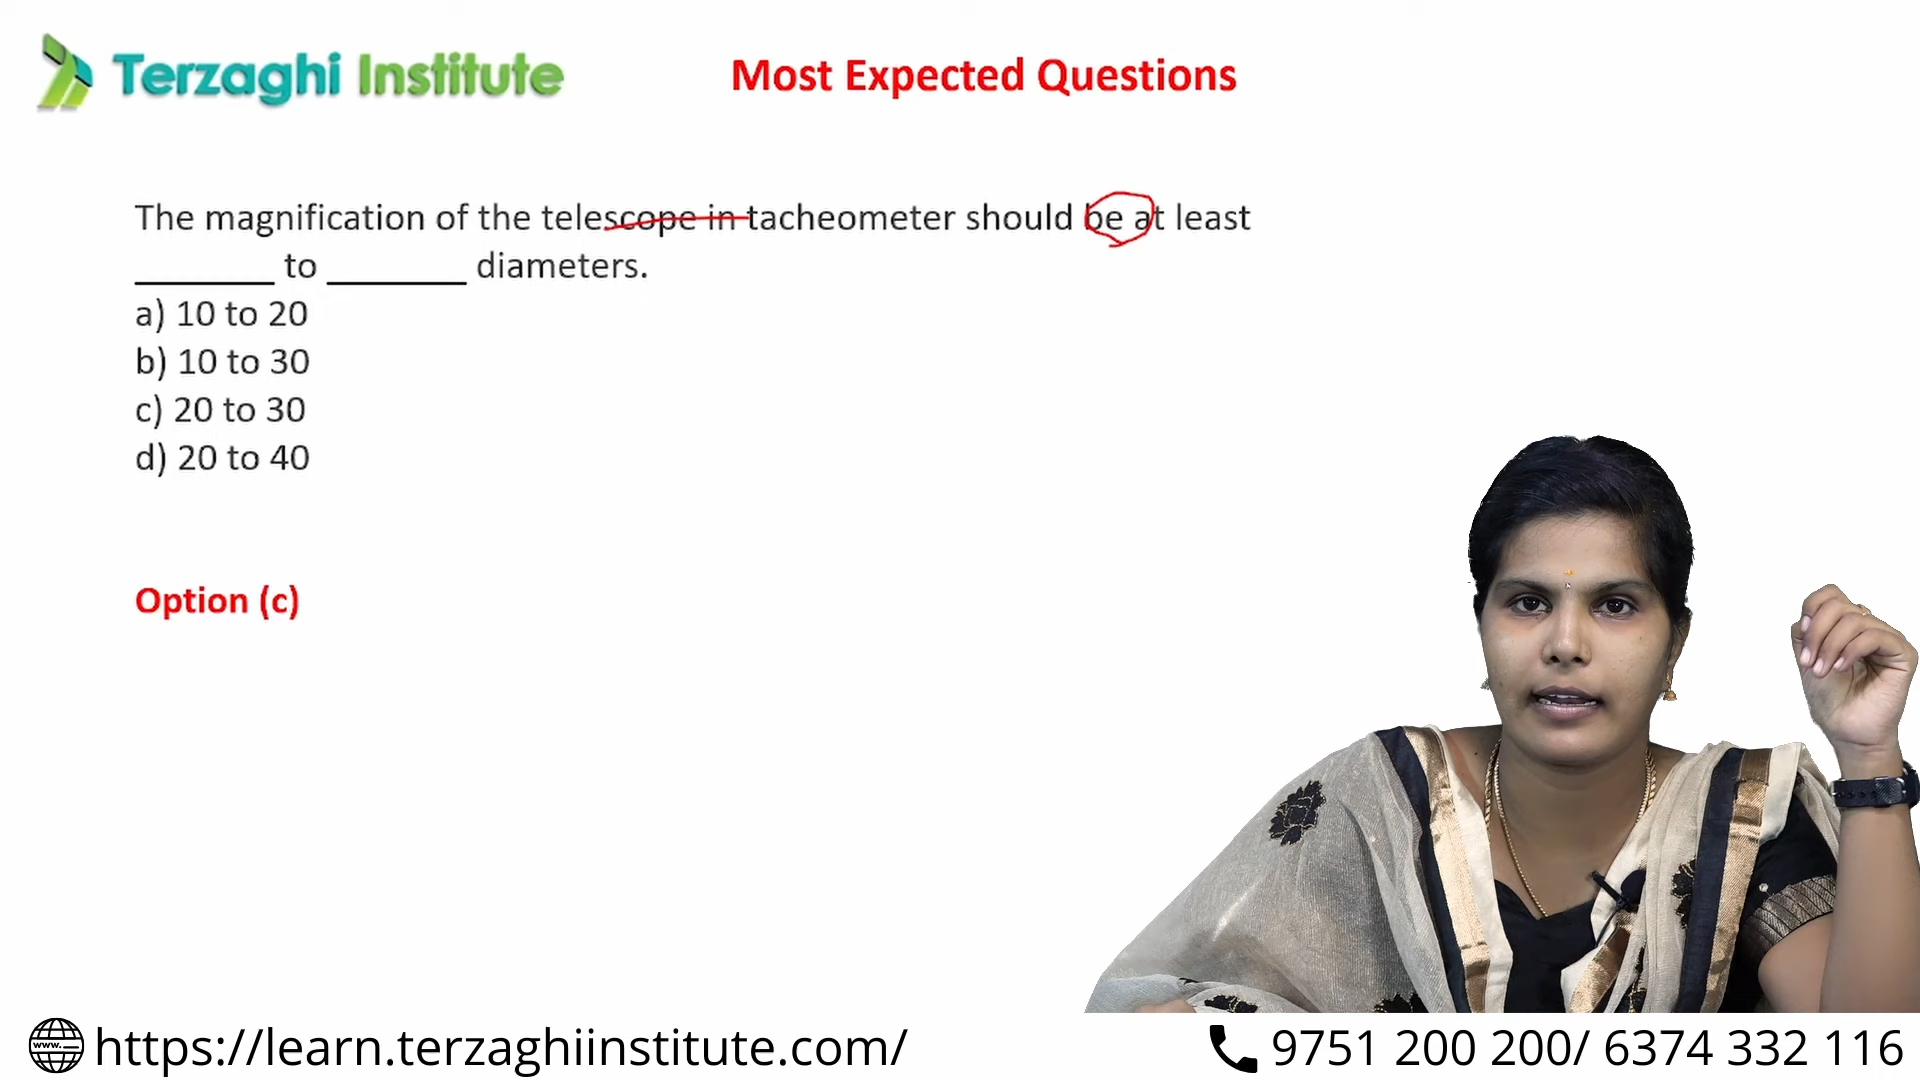 Terzaghi Institute
Most Expected Questions
The magnification of the telescope in tacheometer should be at least
________ to ________ diameters.
a) 10 to 20
b) 10 to 30
c) 20 to 30
d) 20 to 40
Option (c)
www.
https://learn.terzaghiinstitute.com/
9751 200 200/ 6374 332 116